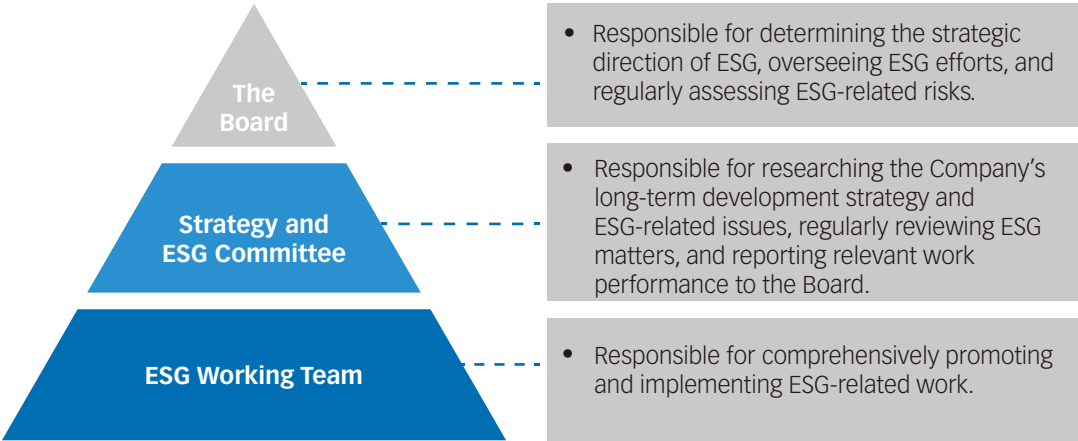 The
Board
• Responsible for determining the strategic
direction of ESG, overseeing ESG efforts, and
regularly assessing ESG-related risks.
Strategy and
ESG Committee
• Responsible for researching the Company’s
long-term development strategy and
ESG-related issues, regularly reviewing ESG
matters, and reporting relevant work
performance to the Board.
ESG Working Team
• Responsible for comprehensively promoting
and implementing ESG-related work.